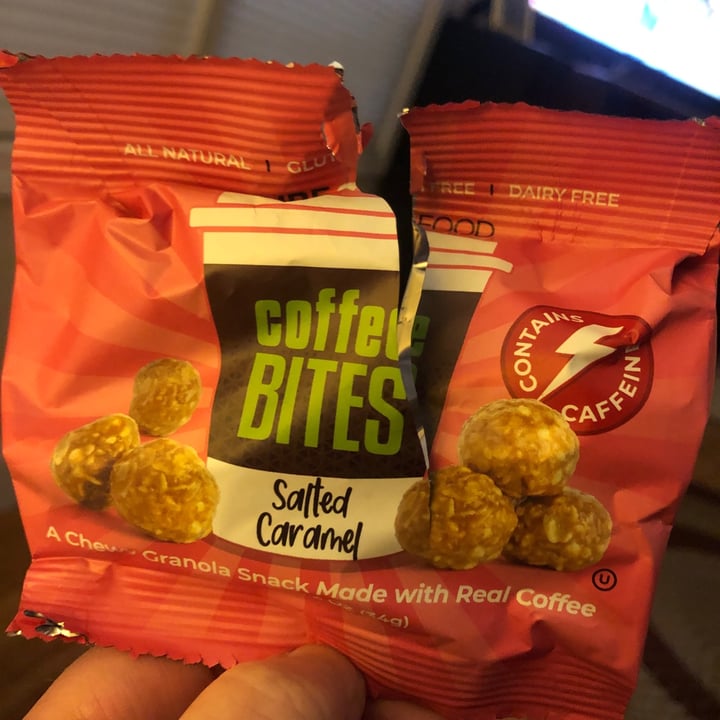 ALL NATURAL | GLUT FREE | DAIRY FREE
FOOD
coffee
BITES
CONTAINS
CAFFEINE
Salted
Caramel
A Chewy Granola Snack Made with Real Coffee
U